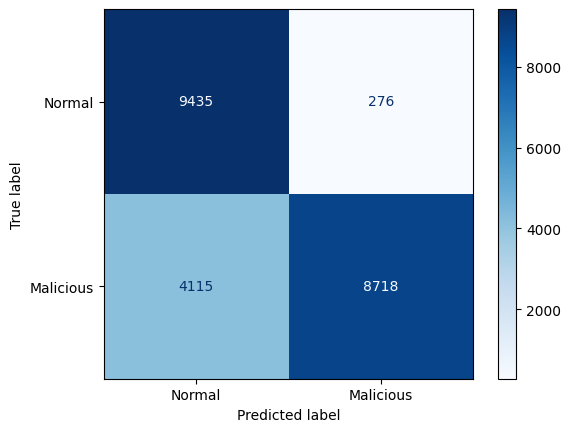 Normal
9435
276
Malicious
4115
8718
Normal
Malicious
Predicted label
True label
8000
6000
4000
2000